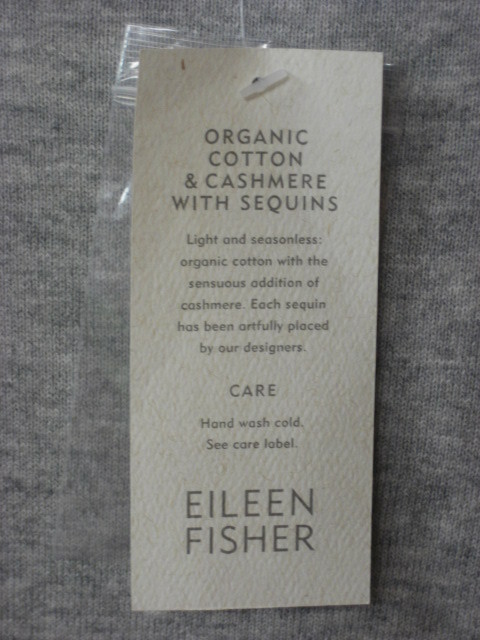 ORGANIC
COTTON
& CASHMERE
WITH SEQUINS
Light and seasonless:
organic cotton with the
sensuous addition of
cashmere. Each sequin
has been artfully placed
by our designers.
CARE
Hand wash cold.
See care label.
EILEEN
FISHER